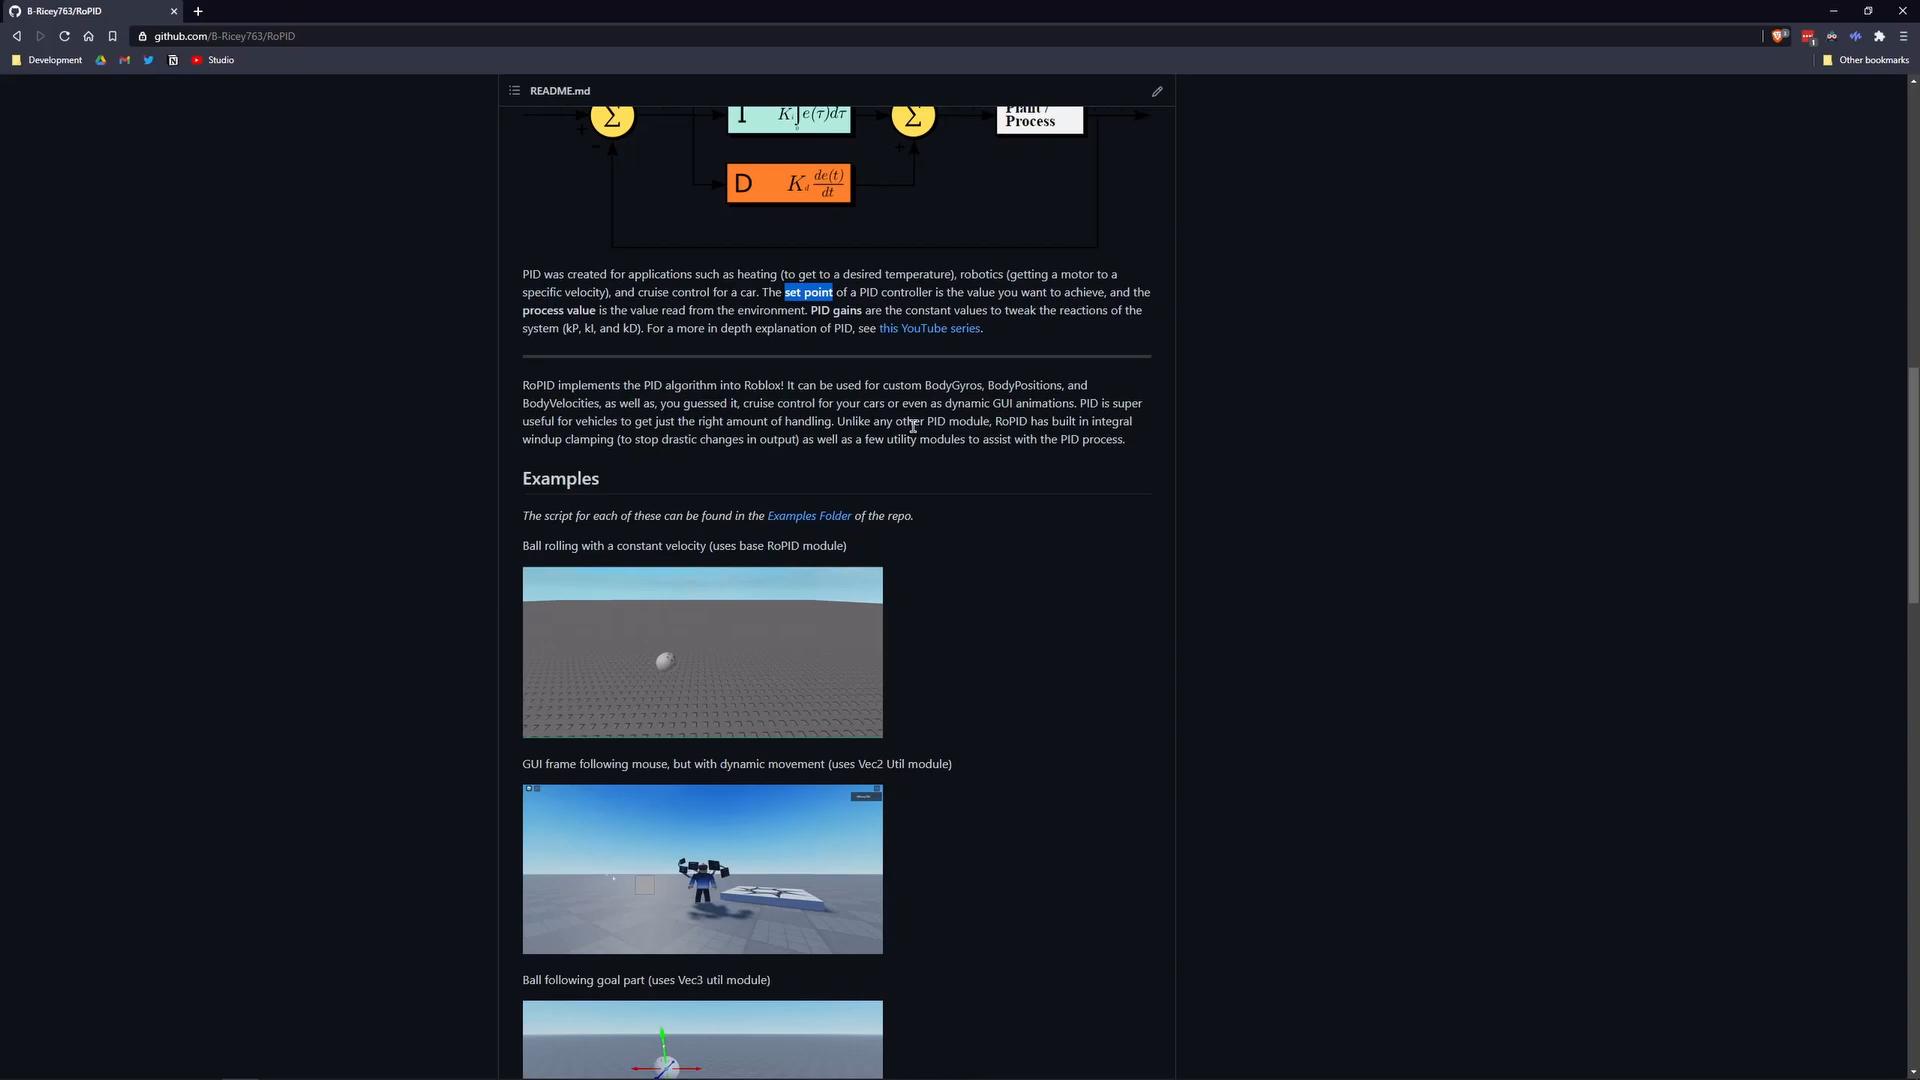 B-Ricey763/RoPID
github.com/B-Ricey763/RoPID
1
Development
Studio
Other bookmarks
README.md
Σ
I K ∫ e(τ)dτ
Σ
Plant /
Process
+
−
+
D K de(t)
dt
PID was created for applications such as heating (to get to a desired temperature), robotics (getting a motor to a
specific velocity), and cruise control for a car. The set point of a PID controller is the value you want to achieve, and the
process value is the value read from the environment. PID gains are the constant values to tweak the reactions of the
system (kP, kI, and kD). For a more in depth explanation of PID, see this YouTube series.
RoPID implements the PID algorithm into Roblox! It can be used for custom BodyGyros, BodyPositions, and
BodyVelocities, as well as, you guessed it, cruise control for your cars or even as dynamic GUI animations. PID is super
useful for vehicles to get just the right amount of handling. Unlike any other PID module, RoPID has built in integral
windup clamping (to stop drastic changes in output) as well as a few utility modules to assist with the PID process.
Examples
The script for each of these can be found in the Examples Folder of the repo.
Ball rolling with a constant velocity (uses base RoPID module)
GUI frame following mouse, but with dynamic movement (uses Vec2 Util module)
Ball following goal part (uses Vec3 util module)